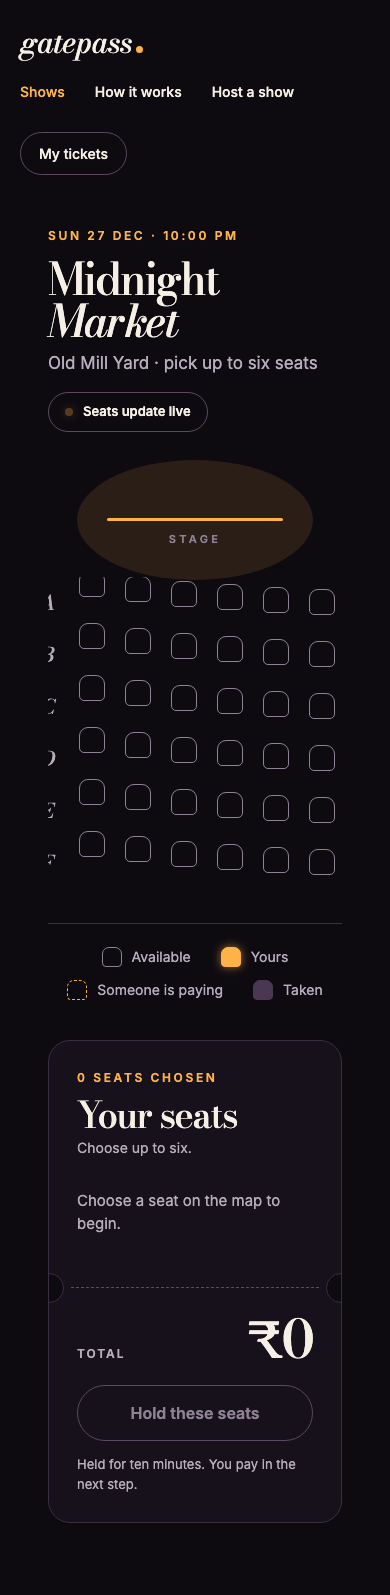 gatepass.
Shows How it works Host a show
My tickets
SUN 27 DEC · 10:00 PM
Midnight
Market
Old Mill Yard · pick up to six seats
Seats update live
STAGE
A
B
C
D
E
F
Available Yours
Someone is paying Taken
0 SEATS CHOSEN
Your seats
Choose up to six.
Choose a seat on the map to
begin.
TOTAL ₹0
Hold these seats
Held for ten minutes. You pay in the
next step.